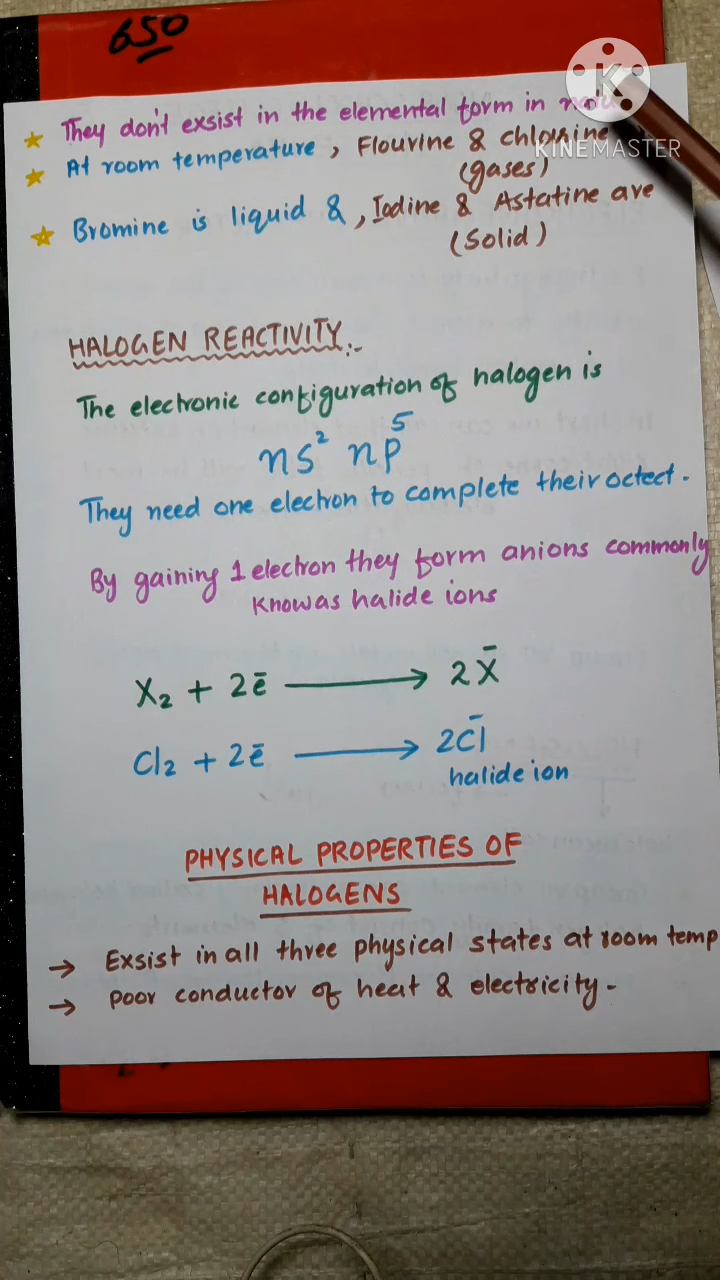 650
They don't exsist in the elemental form in
At room temperature, Flourine & chlorine
(gases)
KINEMASTER
Bromine is liquid &, Iodine & Astatine are
(Solid)
HALOGEN REACTIVITY:-
The electronic configuration of halogen is
ns² np⁵
They need one electron to complete their octect.
By gaining 1 electron they form anions commonly
Knowas halide ions
X₂ + 2ē ⟶ 2X̄
Cl₂ + 2ē ⟶ 2Cl̄
halide ion
PHYSICAL PROPERTIES OF
HALOGENS
→ Exsist in all three physical states at room temp
→ Poor conductor of heat & electricity.